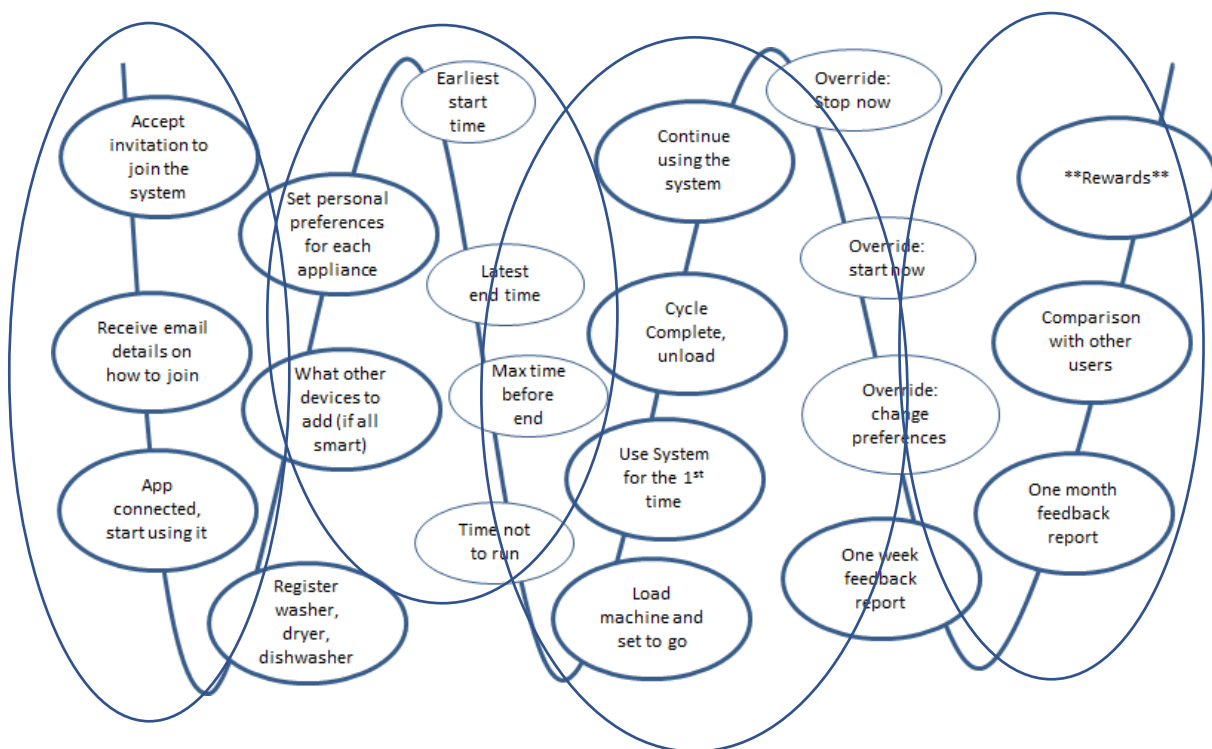 Accept
invitation to
join the
system
Receive email
details on
how to join
App
connected,
start using it
Register
washer,
dryer,
dishwasher
What other
devices to
add (if all
smart)
Set personal
preferences
for each
appliance
Earliest
start
time
Latest
end time
Max time
before
end
Time not
to run
Load
machine and
set to go
Use System
for the 1st
time
Cycle
Complete,
unload
Continue
using the
system
Override:
Stop now
Override:
start now
Override:
change
preferences
One week
feedback
report
One month
feedback
report
Comparison
with other
users
**Rewards**